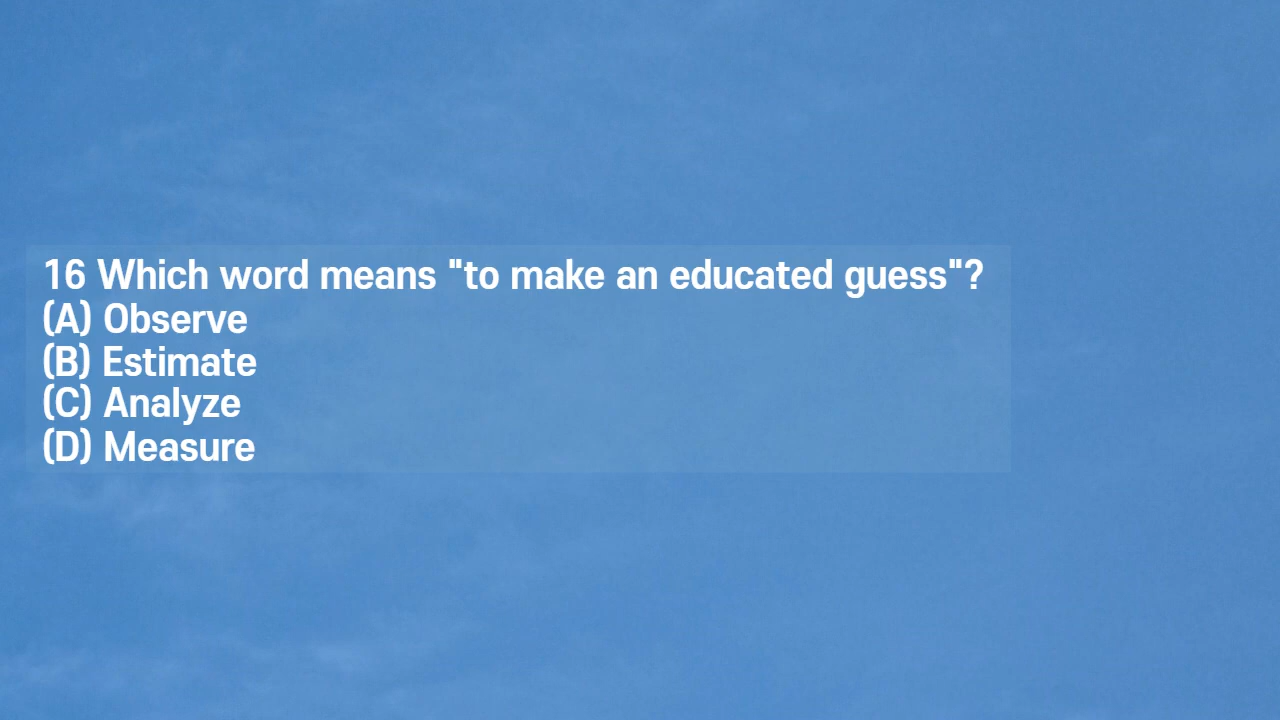 16 Which word means "to make an educated guess"?
(A) Observe
(B) Estimate
(C) Analyze
(D) Measure